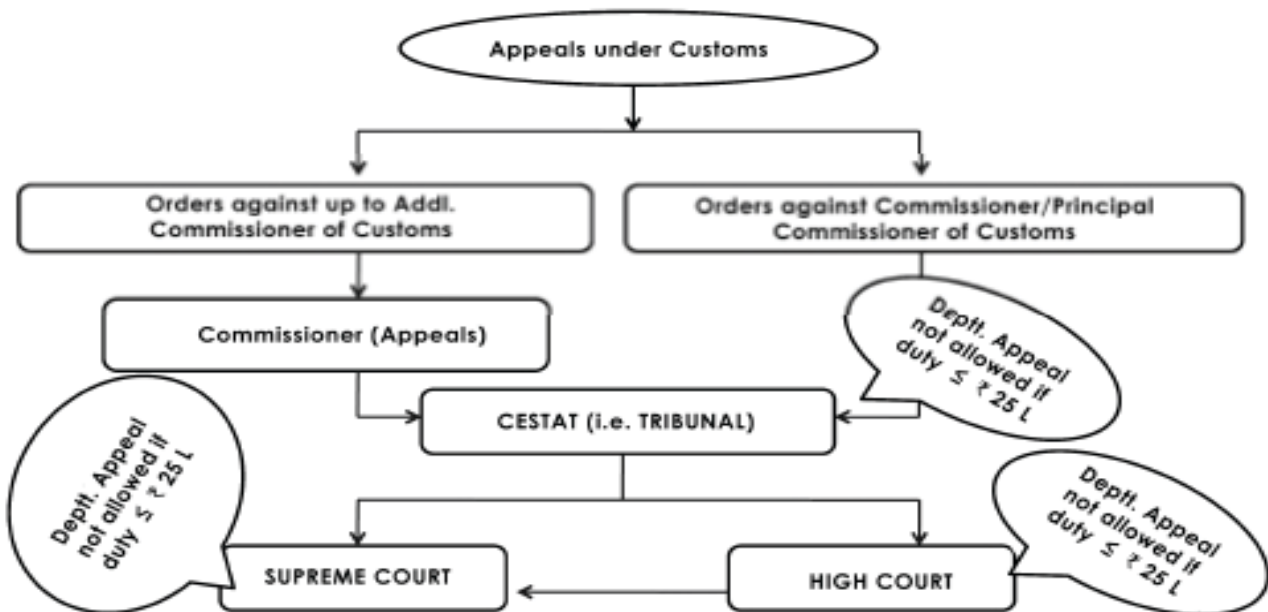 Appeals under Customs
Orders against up to Addl.
Commissioner of Customs
Orders against Commissioner/Principal
Commissioner of Customs
Commissioner (Appeals)
Deptt. Appeal
not allowed if
duty ≤ ₹ 25 L
CESTAT (i.e. TRIBUNAL)
Deptt. Appeal
not allowed if
duty ≤ ₹ 25 L
Deptt. Appeal
not allowed if
duty ≤ ₹ 25 L
SUPREME COURT
HIGH COURT